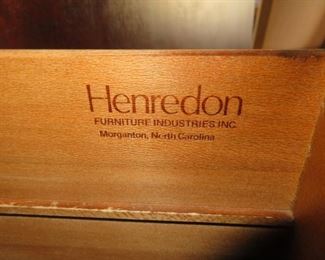 Henredon
FURNITURE INDUSTRIES INC.
Morganton, North Carolina